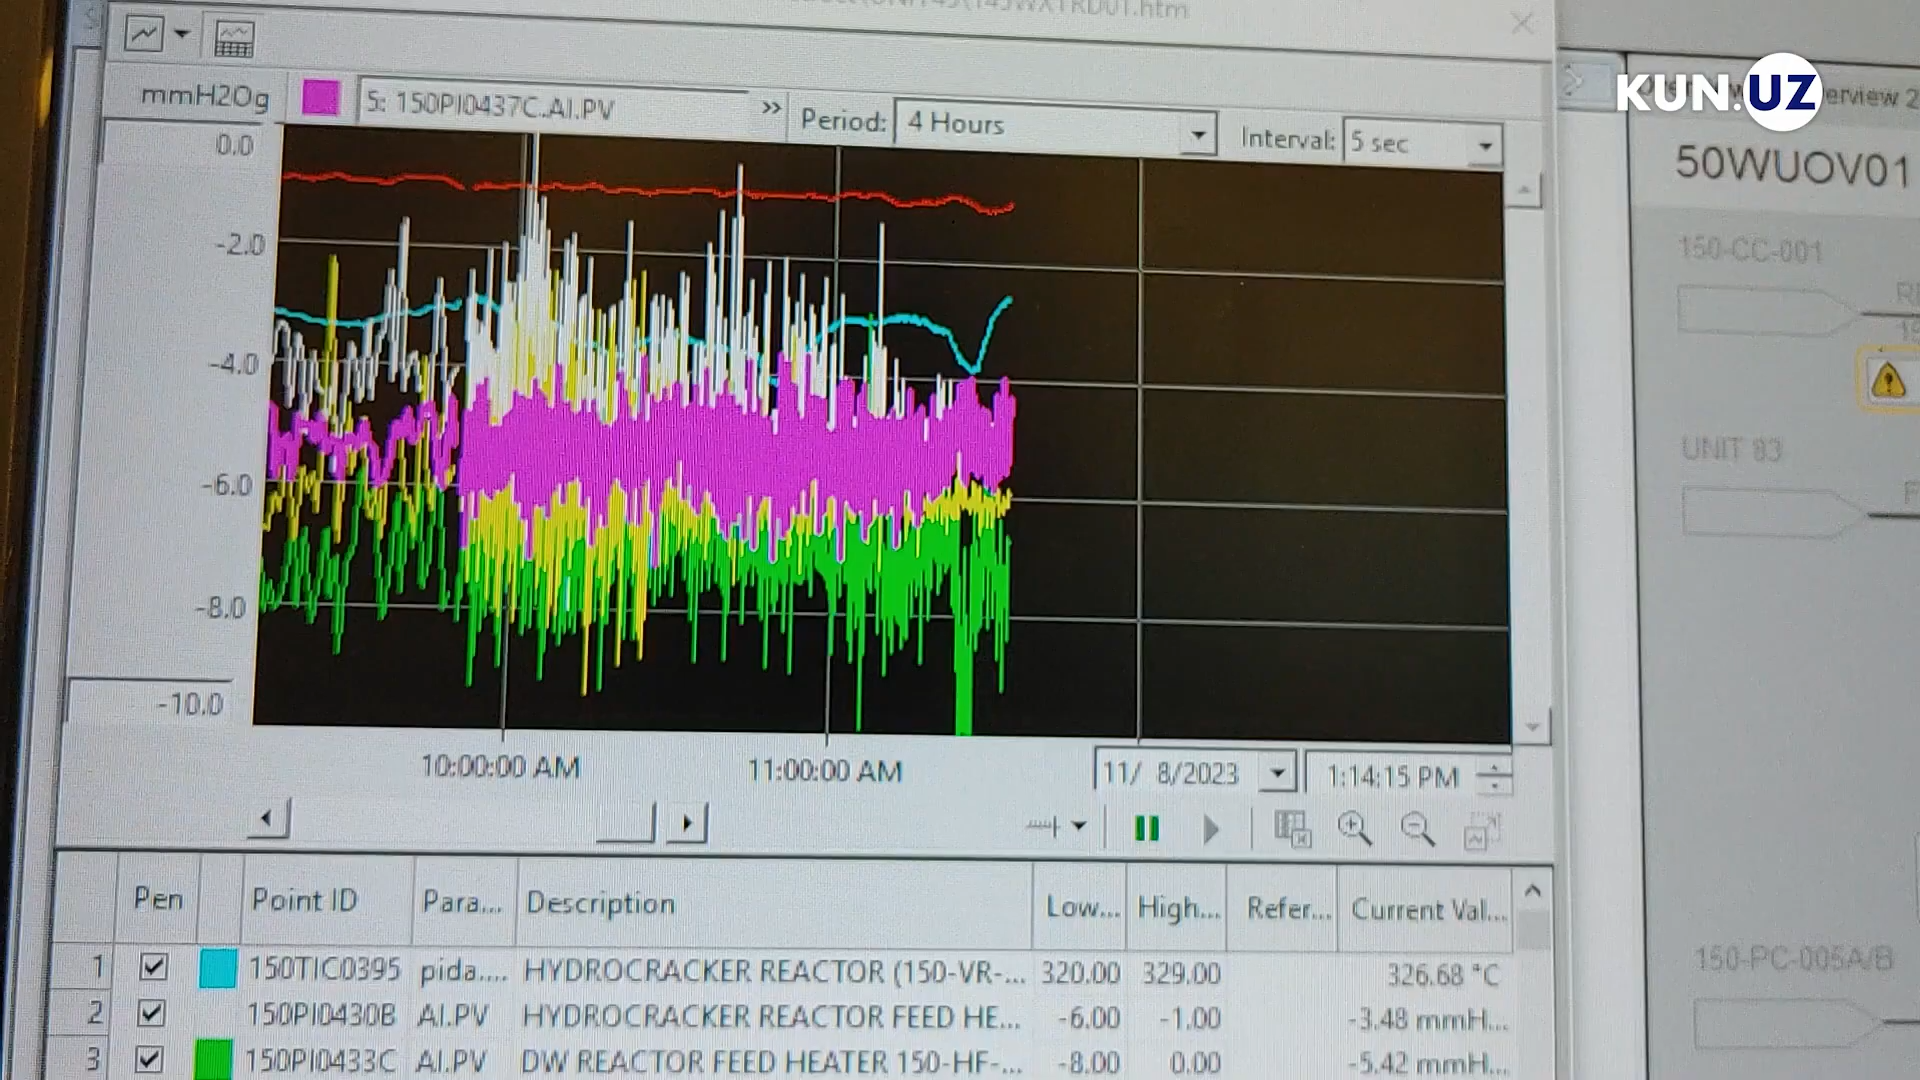 KUN.UZ
mmH2Og
5: 150PI0437C.AI.PV
»
Period:
4 Hours
Interval:
5 sec
erview 2
50WUOV01
0.0
-2.0
-4.0
-6.0
-8.0
-10.0
150-CC-001
UNIT 83
150-PC-005A/B
10:00:00 AM
11:00:00 AM
11/ 8/2023
1:14:15 PM
Pen Point ID Para... Description Low... High... Refer... Current Val...
1 150TIC0395 pida.... HYDROCRACKER REACTOR (150-VR-... 320.00 329.00 326.68 °C
2 150PI0430B AI.PV HYDROCRACKER REACTOR FEED HE... -6.00 -1.00 -3.48 mmH...
3 150PI0433C AI.PV DW REACTOR FEED HEATER 150-HF-... -8.00 0.00 -5.42 mmH...